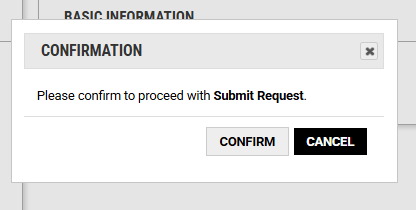 BASIC INFORMATION
CONFIRMATION
Please confirm to proceed with Submit Request.
CONFIRM CANCEL